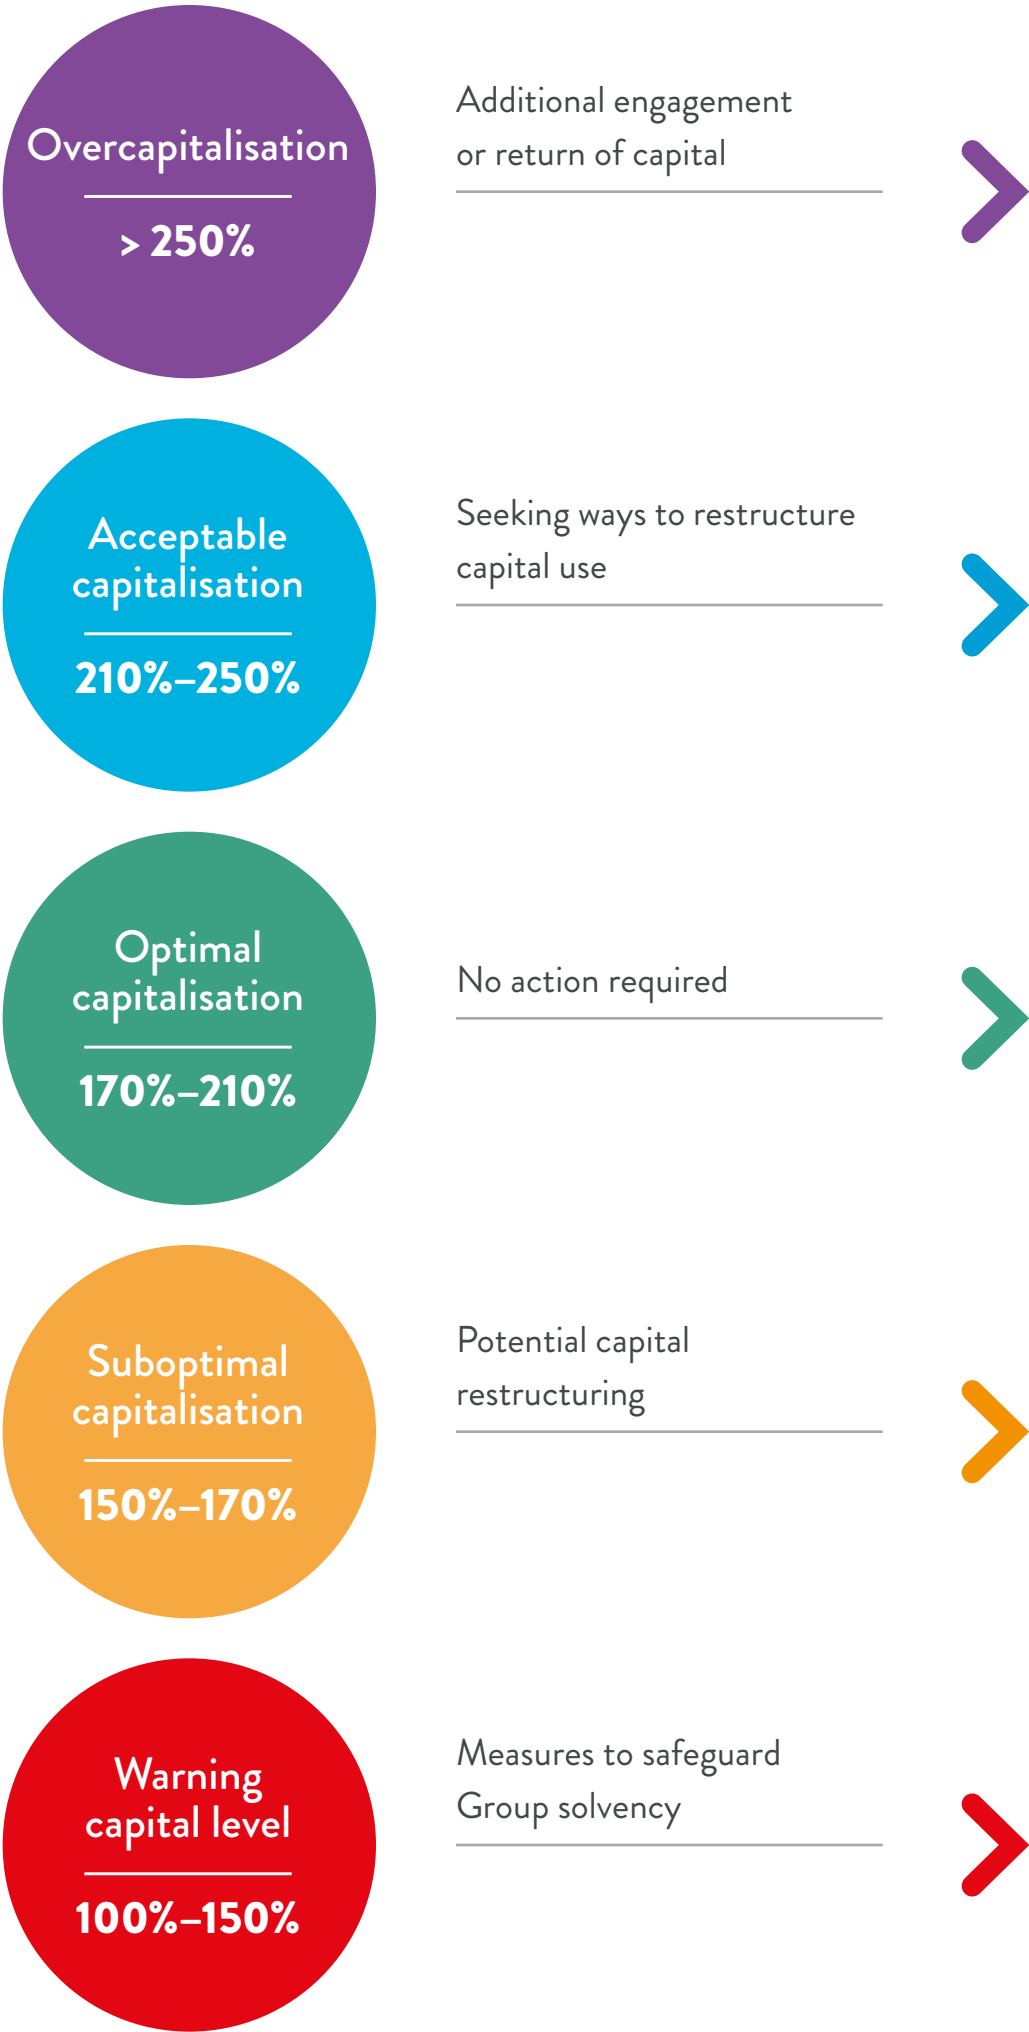 Overcapitalisation
> 250%
Additional engagement
or return of capital
Acceptable
capitalisation
210%–250%
Seeking ways to restructure
capital use
Optimal
capitalisation
170%–210%
No action required
Suboptimal
capitalisation
150%–170%
Potential capital
restructuring
Warning
capital level
100%–150%
Measures to safeguard
Group solvency